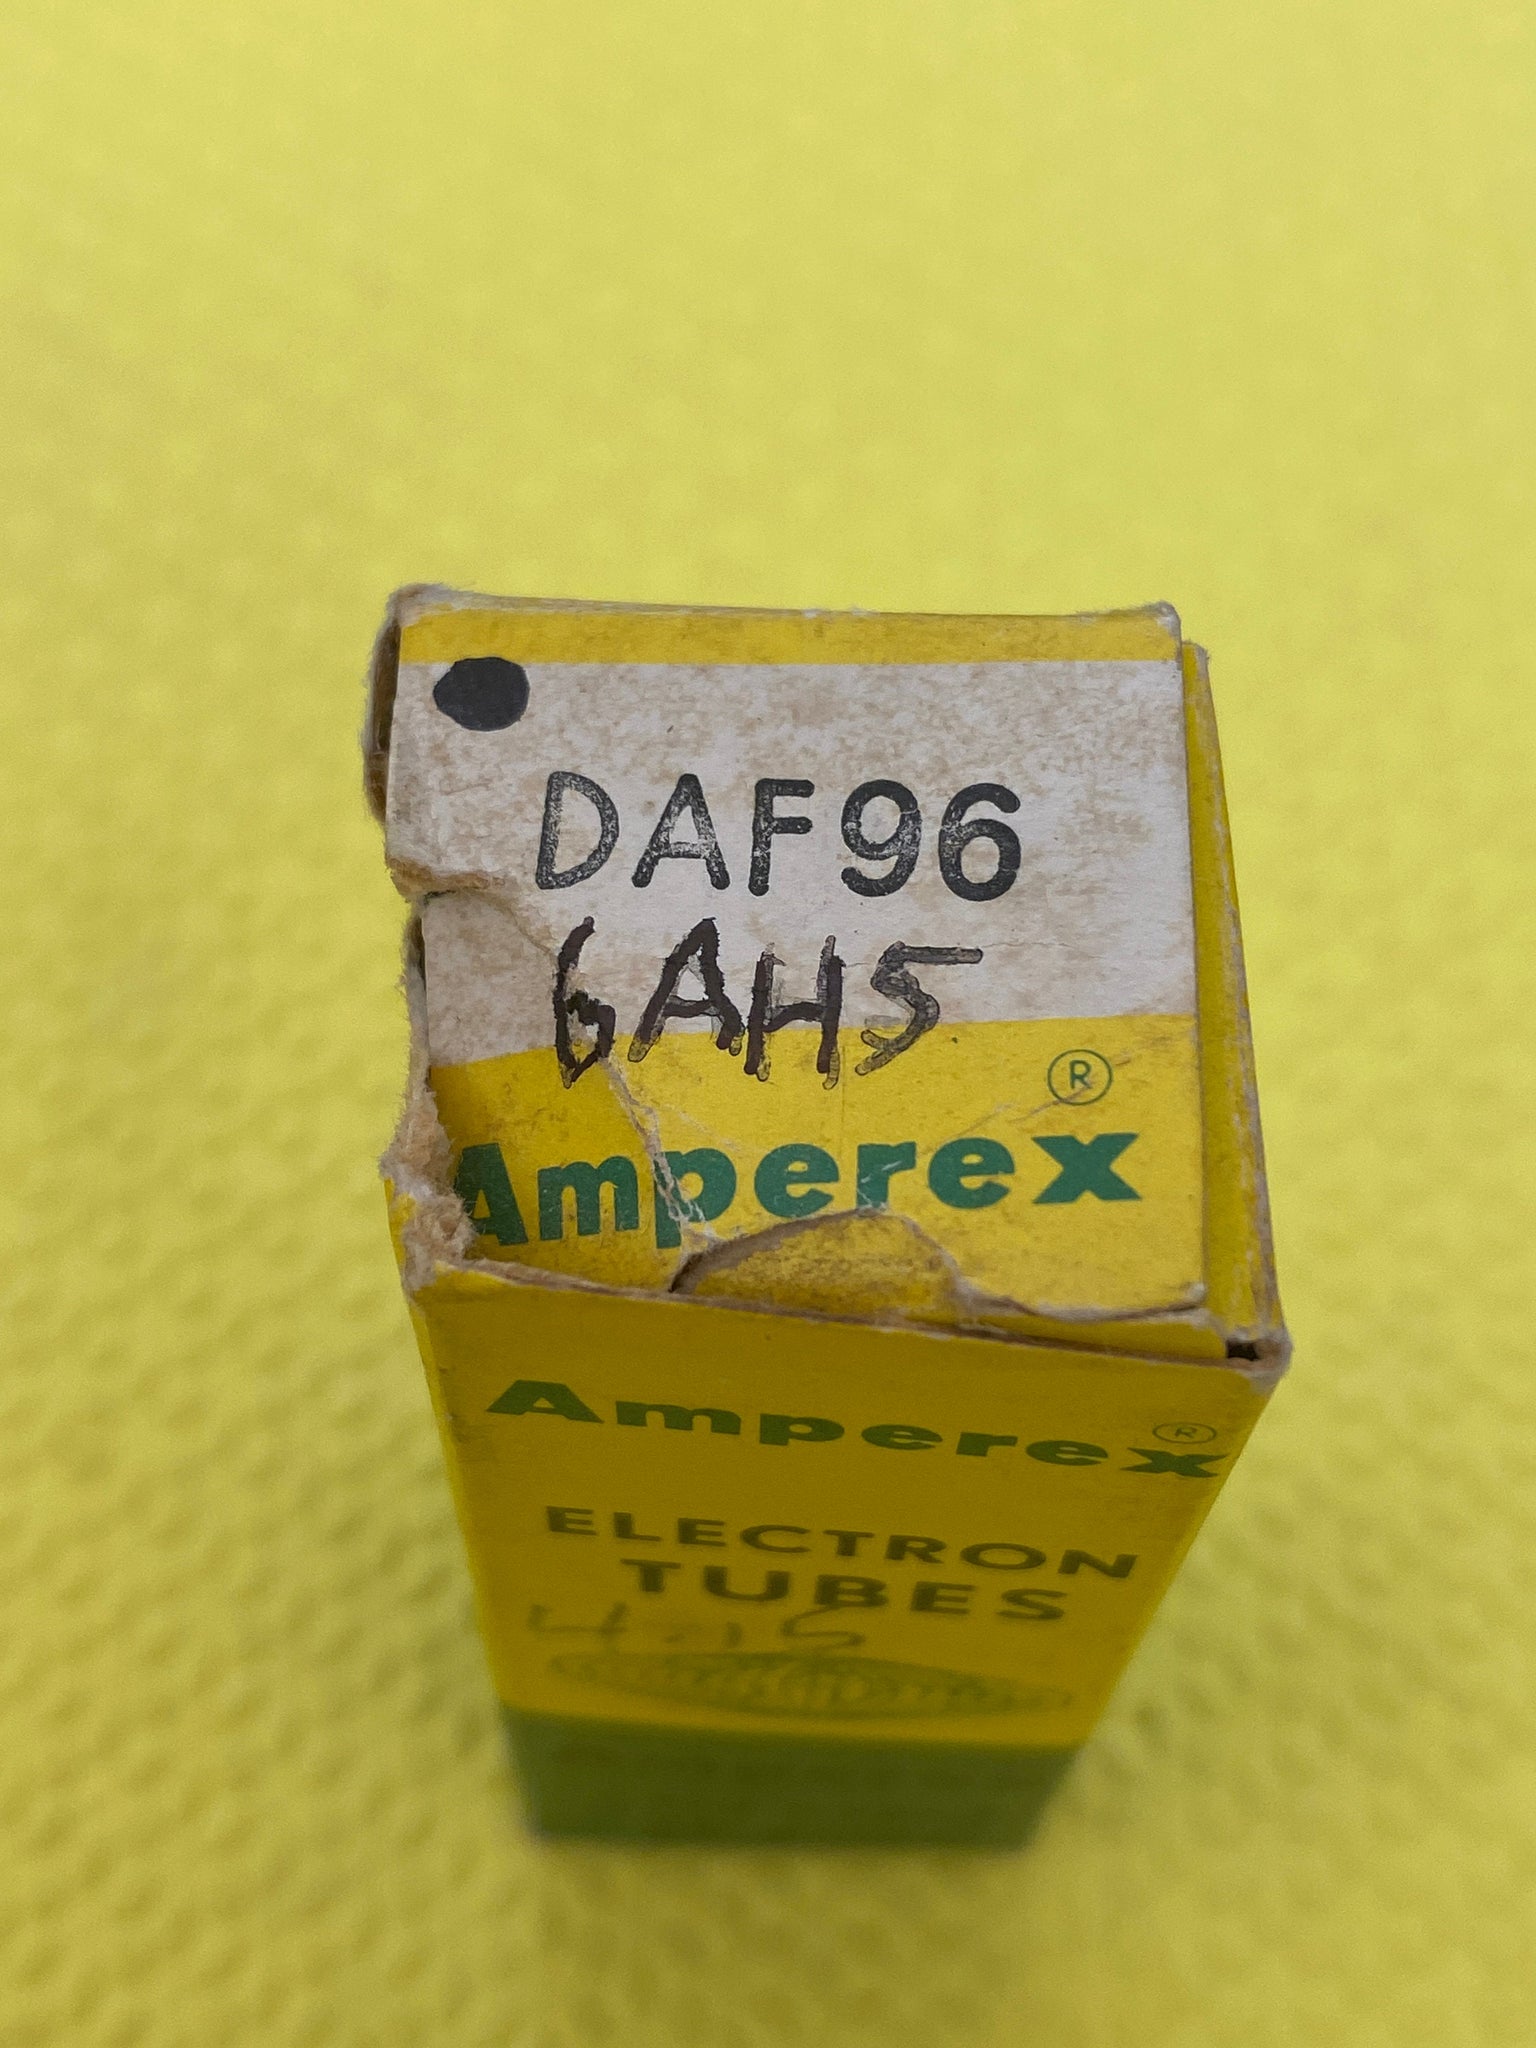 DAF96
6AH5
®
Amperex
Amperex ®
ELECTRON
TUBES